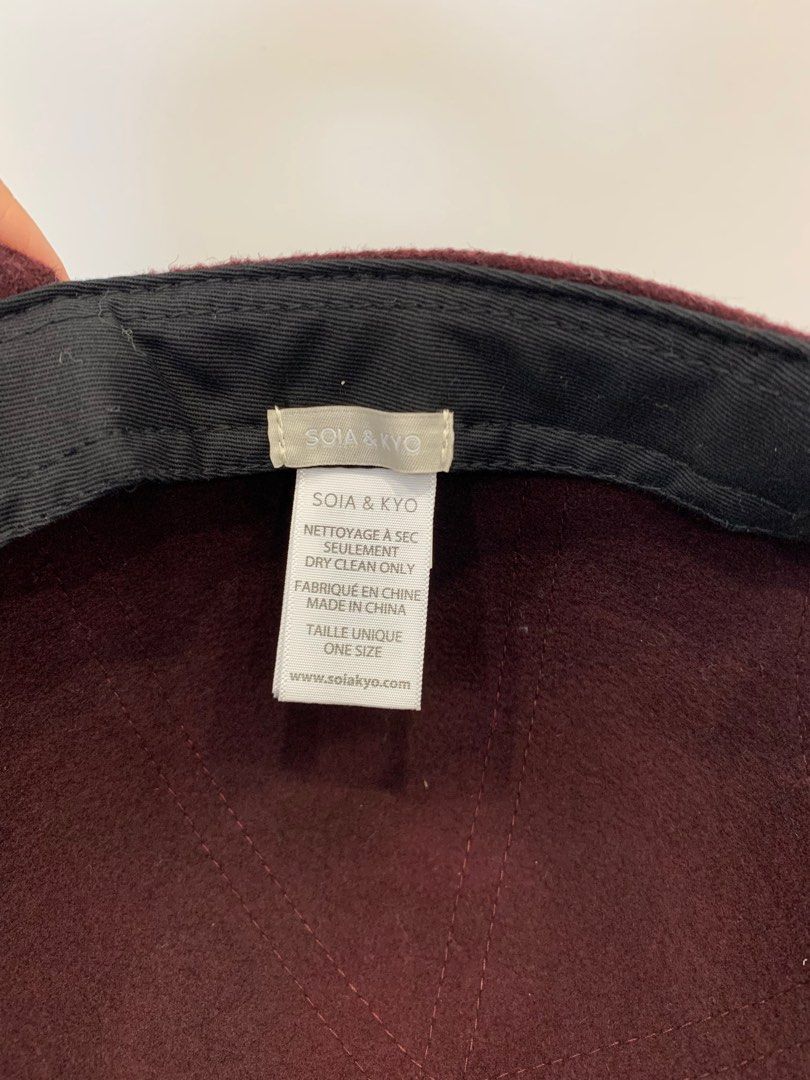 SOIA & KYO
SOIA & KYO
NETTOYAGE À SEC
SEULEMENT
DRY CLEAN ONLY
FABRIQUÉ EN CHINE
MADE IN CHINA
TAILLE UNIQUE
ONE SIZE
www.soiakyo.com